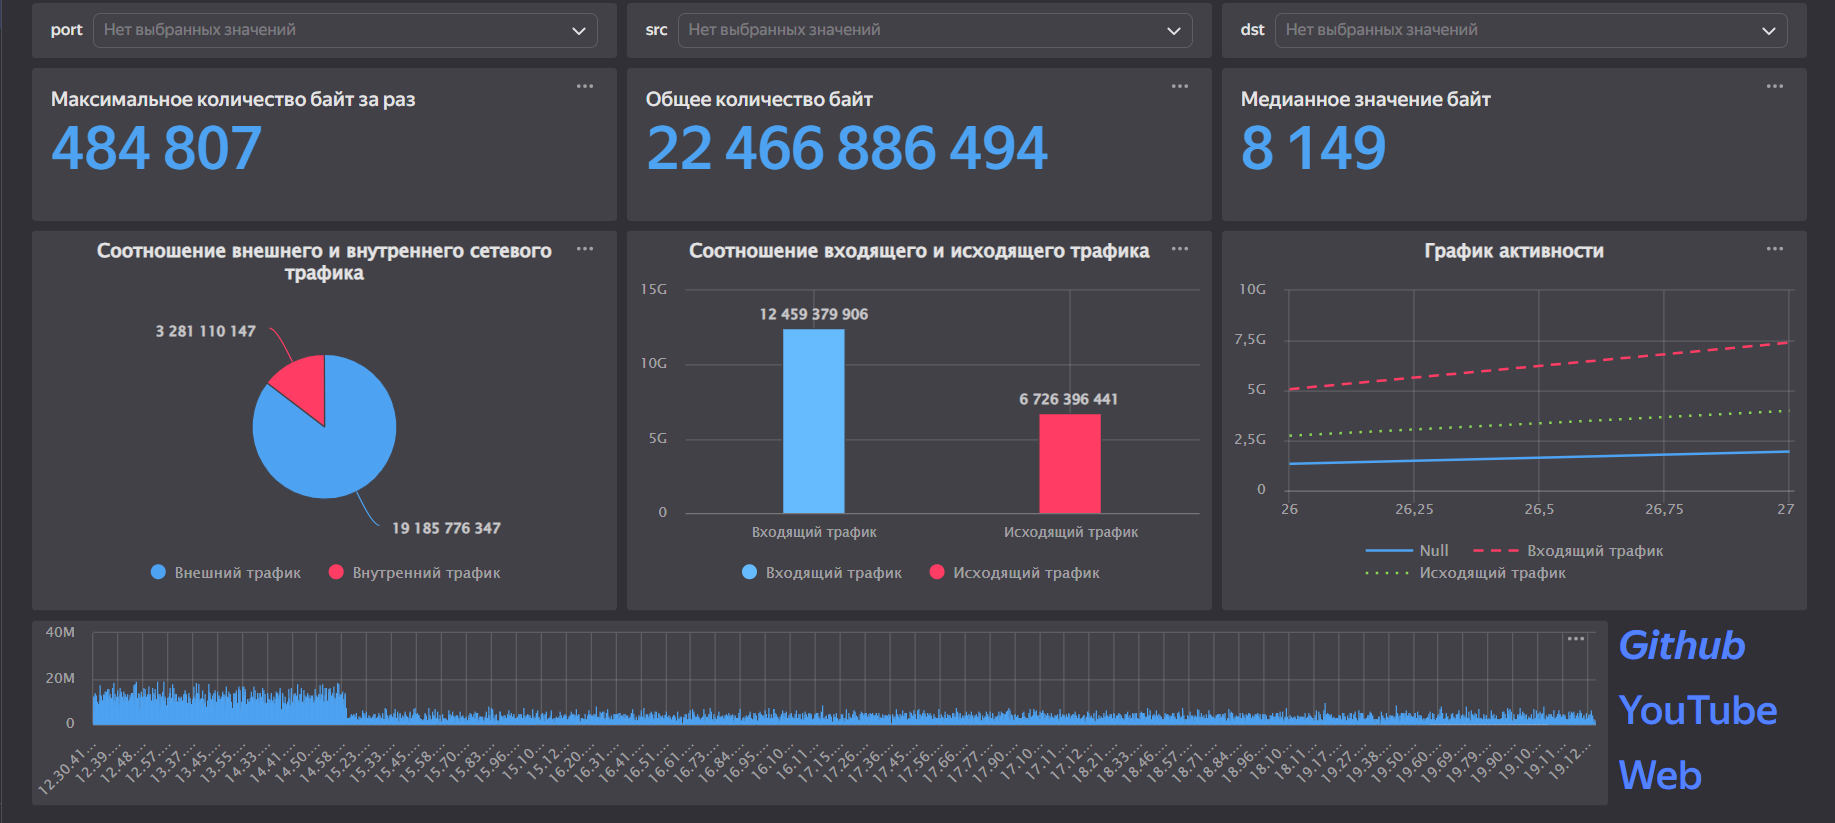 port Нет выбранных значений
src Нет выбранных значений
dst Нет выбранных значений
Максимальное количество байт за раз
484 807
Общее количество байт
22 466 886 494
Медианное значение байт
8 149
Соотношение внешнего и внутреннего сетевого
трафика
3 281 110 147
19 185 776 347
Внешний трафик Внутренний трафик
Соотношение входящего и исходящего трафика
15G
12 459 379 906
10G
6 726 396 441
5G
0
Входящий трафик Исходящий трафик
Входящий трафик Исходящий трафик
График активности
10G
7,5G
5G
2,5G
0
26 26,25 26,5 26,75 27
Null Входящий трафик
Исходящий трафик
40M
20M
0
12.30.41... 12.39... 12.48... 12.57... 13.37... 13.45... 13.55... 14.33... 14.41... 14.50... 14.58... 15.23... 15.33... 15.45... 15.58... 15.70... 15.83... 15.96... 15.10... 15.12... 16.20... 16.31... 16.41... 16.51... 16.61... 16.73... 16.84... 16.95... 16.10... 16.11... 17.15... 17.26... 17.36... 17.45... 17.56... 17.66... 17.77... 17.90... 17.10... 17.11... 17.12... 18.21... 18.33... 18.46... 18.57... 18.71... 18.84... 18.96... 18.10... 18.11... 19.17... 19.27... 19.38... 19.50... 19.60... 19.69... 19.79... 19.90... 19.10... 19.11... 19.12...
Github
YouTube
Web